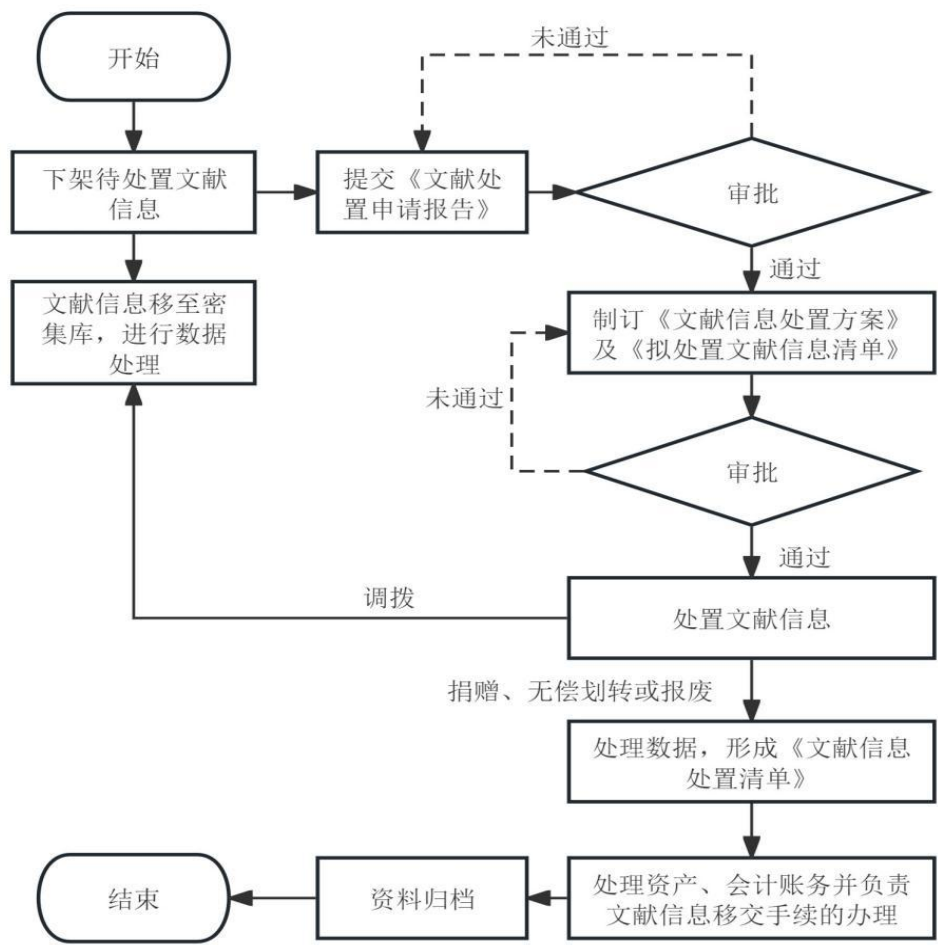 开始
未通过
下架待处置文献
信息
提交《文献处
置申请报告》
审批
通过
文献信息移至密
集库，进行数据
处理
制订《文献信息处置方案》
及《拟处置文献信息清单》
未通过
审批
通过
调拨
处置文献信息
捐赠、无偿划转或报废
处理数据，形成《文献信息
处置清单》
处理资产、会计账务并负责
文献信息移交手续的办理
资料归档
结束